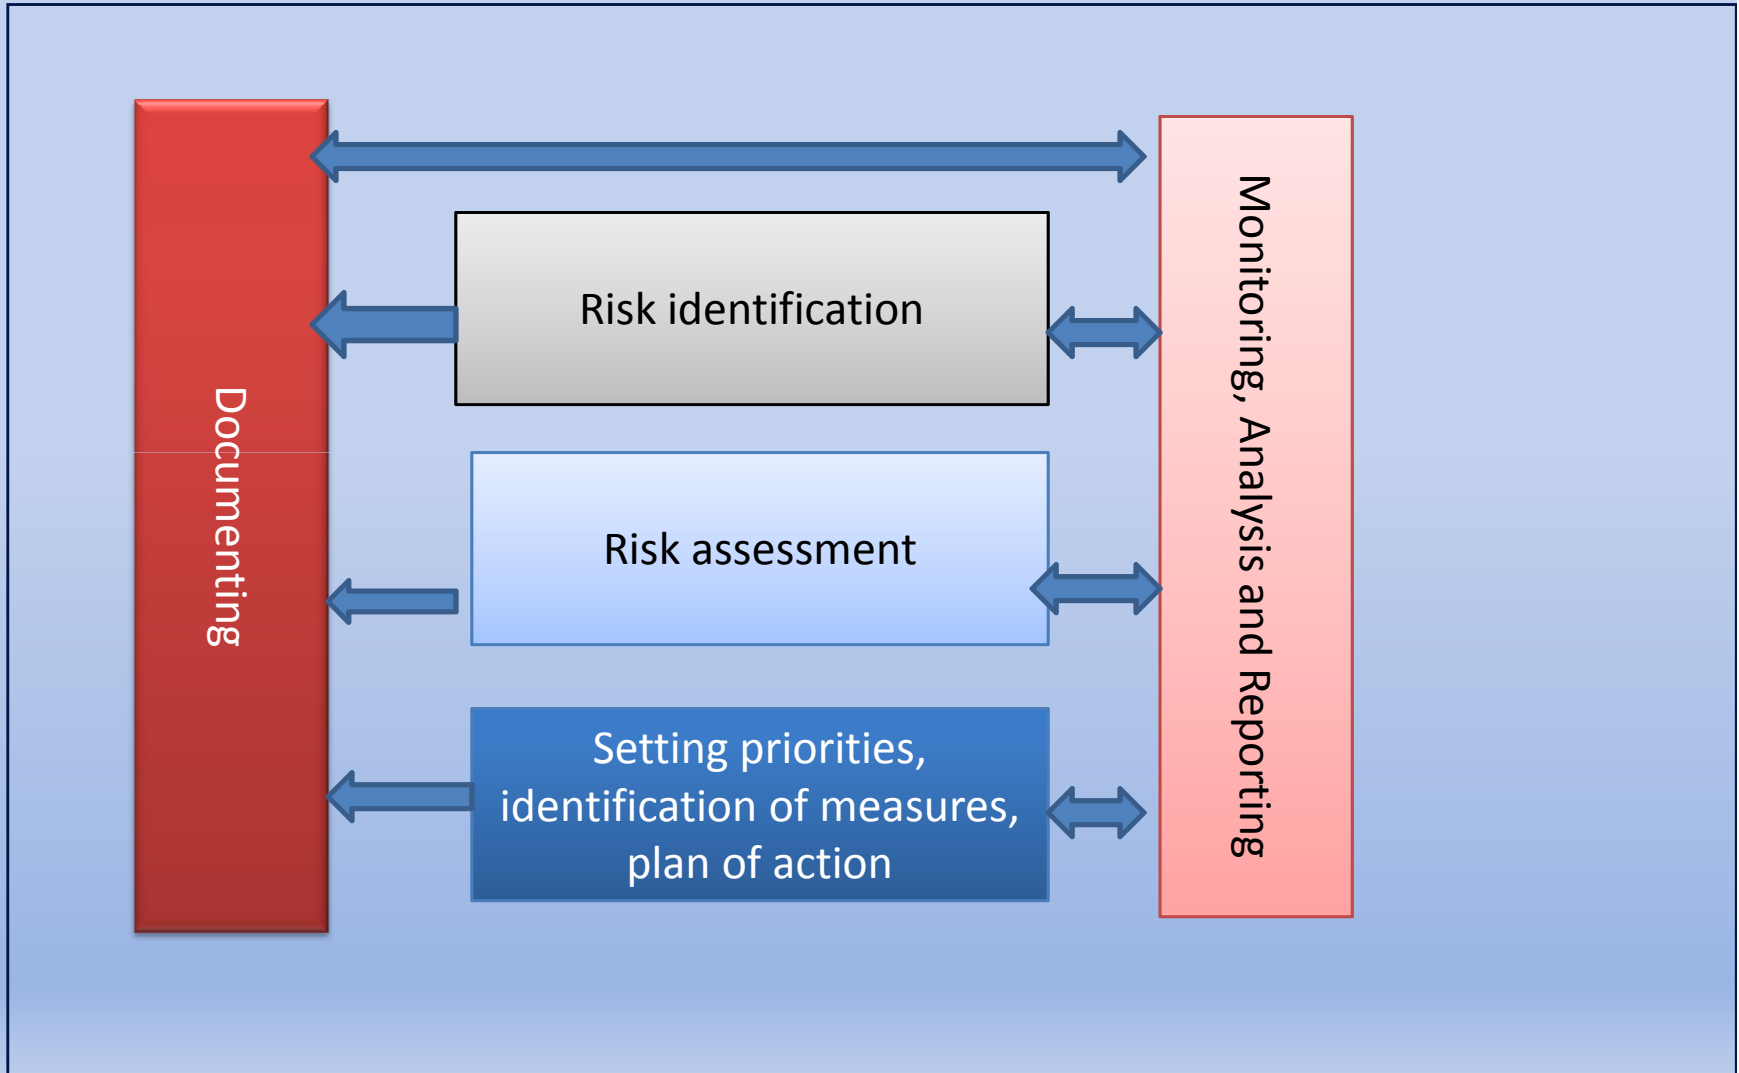 Documenting
Risk identification
Risk assessment
Setting priorities,
identification of measures,
plan of action
Monitoring, Analysis and Reporting